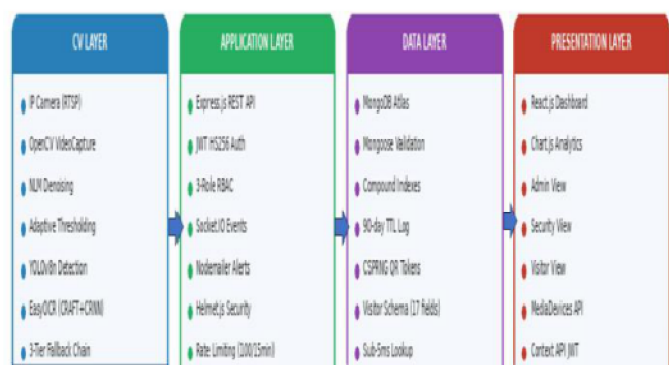 CV LAYER
IP Camera (RTSP)
OpenCV VideoCapture
NLM Denoising
Adaptive Thresholding
YOLOv8n Detection
EasyOCR (CRAFT+CRNN)
3-Tier Fallback Chain
APPLICATION LAYER
Express.js REST API
JWT HS256 Auth
3-Role RBAC
Socket.IO Events
Nodemailer Alerts
Helmet.js Security
Rate Limiting (100/15min)
DATA LAYER
MongoDB Atlas
Mongoose Validation
Compound Indexes
90-day TTL Log
CSPRNG QR Tokens
Visitor Schema (17 fields)
Sub-5ms Lookup
PRESENTATION LAYER
React.js Dashboard
Chart.js Analytics
Admin View
Security View
Visitor View
MediaDevices API
Context API JWT